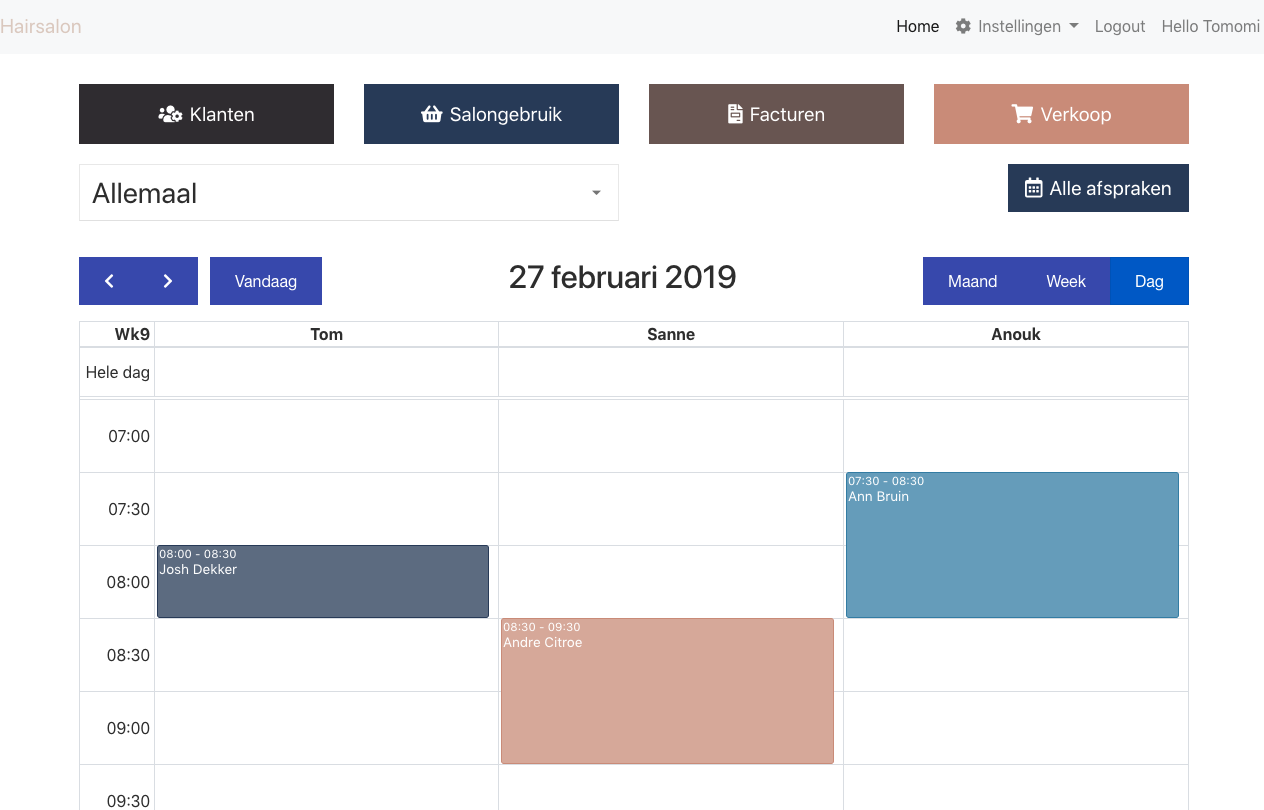 Hairsalon Home Instellingen Logout Hello Tomomi
Klanten Salongebruik Facturen Verkoop
Allemaal Alle afspraken
Vandaag 27 februari 2019 Maand Week Dag
Wk9 Tom Sanne Anouk
Hele dag
07:00
07:30 - 08:30
Ann Bruin
07:30
08:00 - 08:30
Josh Dekker
08:00
08:30 - 09:30
Andre Citroe
08:30
09:00
09:30